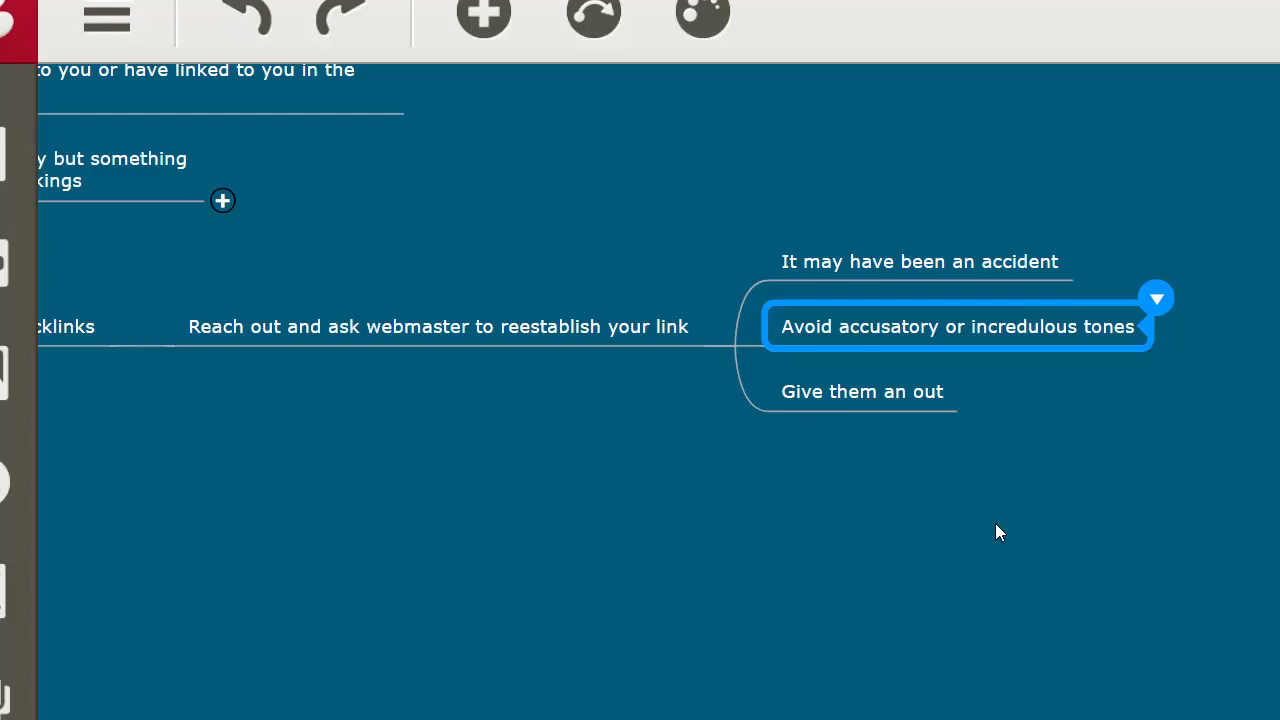 to you or have linked to you in the
y but something
kings
It may have been an accident
cklinks
Reach out and ask webmaster to reestablish your link
Avoid accusatory or incredulous tones
Give them an out